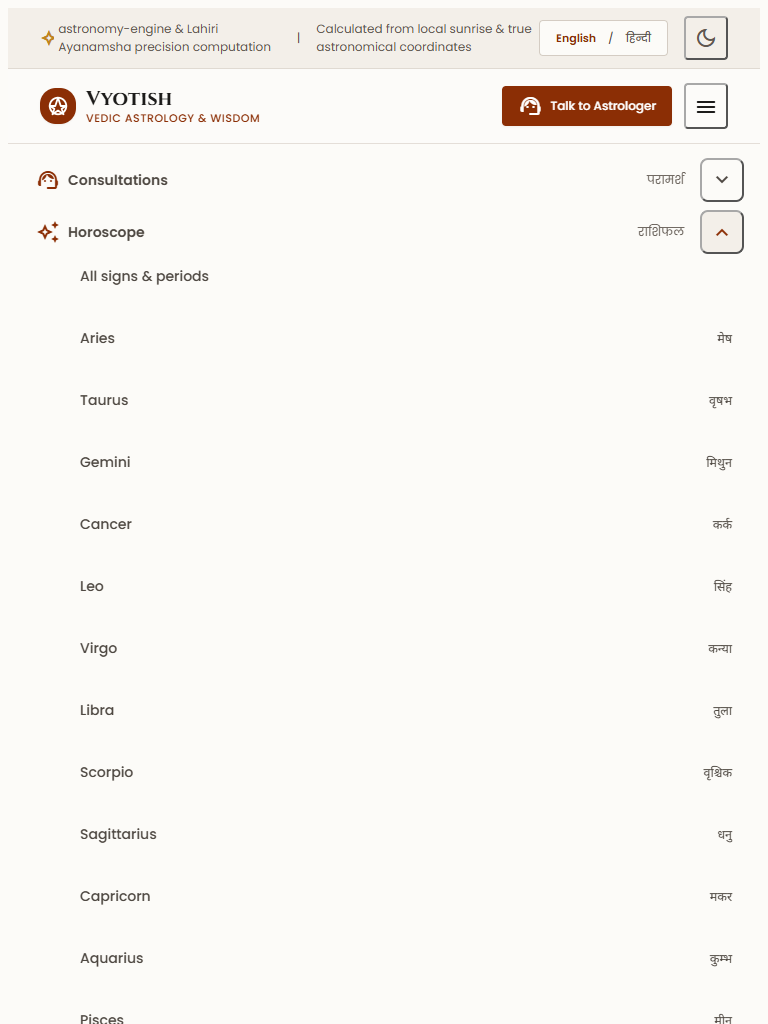 astronomy-engine & Lahiri
Ayanamsha precision computation
|
Calculated from local sunrise & true
astronomical coordinates
English / हिन्दी
VYOTISH
VEDIC ASTROLOGY & WISDOM
Talk to Astrologer
Consultations परामर्श
Horoscope राशिफल
All signs & periods
Aries मेष
Taurus वृषभ
Gemini मिथुन
Cancer कर्क
Leo सिंह
Virgo कन्या
Libra तुला
Scorpio वृश्चिक
Sagittarius धनु
Capricorn मकर
Aquarius कुम्भ
Pisces मीन